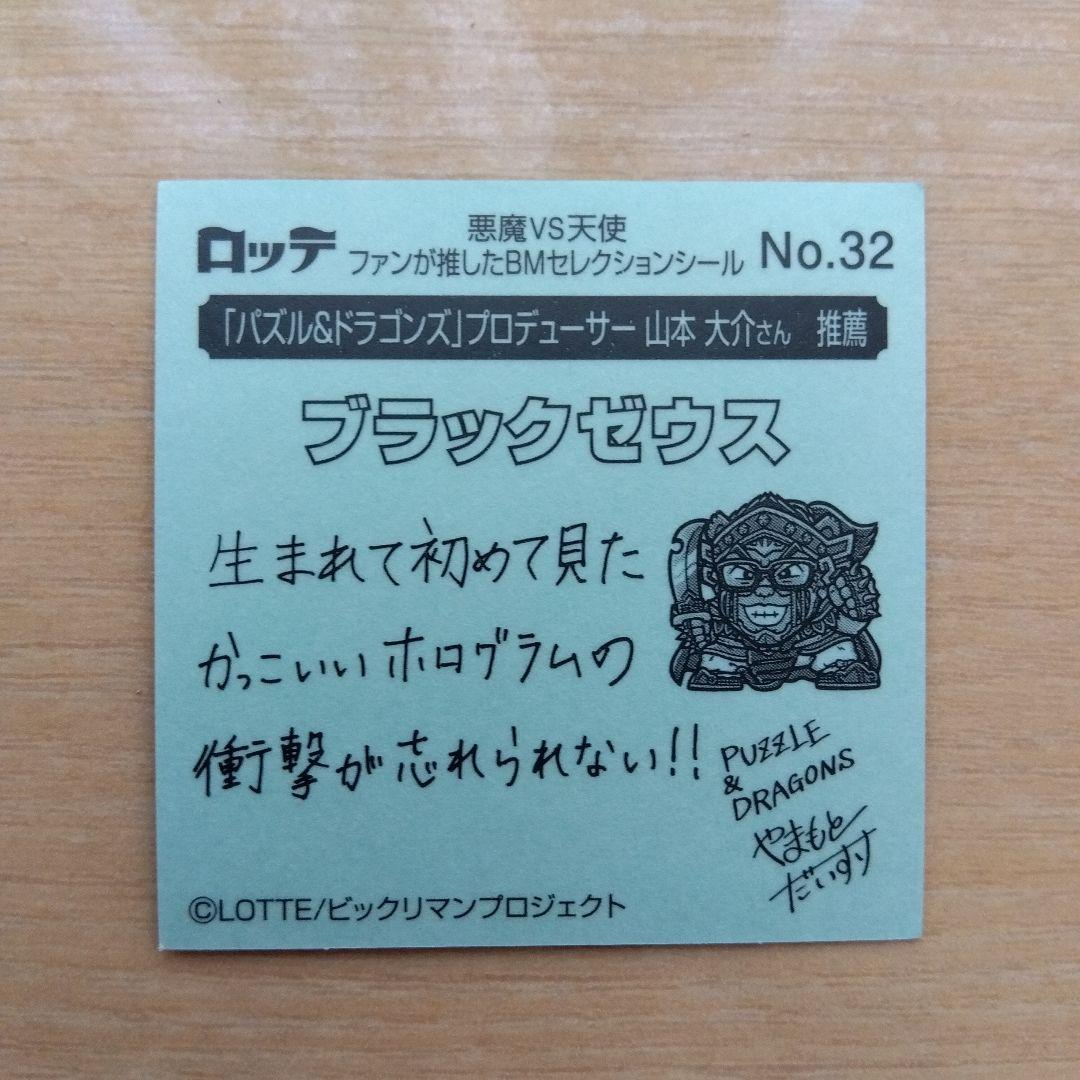 ロッテ
悪魔VS天使
ファンが推したBMセレクションシール
No.32
「パズル&ドラゴンズ」プロデューサー 山本 大介さん 推薦
ブラックゼウス
生まれて初めて見た
かっこいいホログラムの
衝撃が忘れられない!!
PUZZLE
&
DRAGONS
やまもと
だいすけ
©LOTTE/ビックリマンプロジェクト